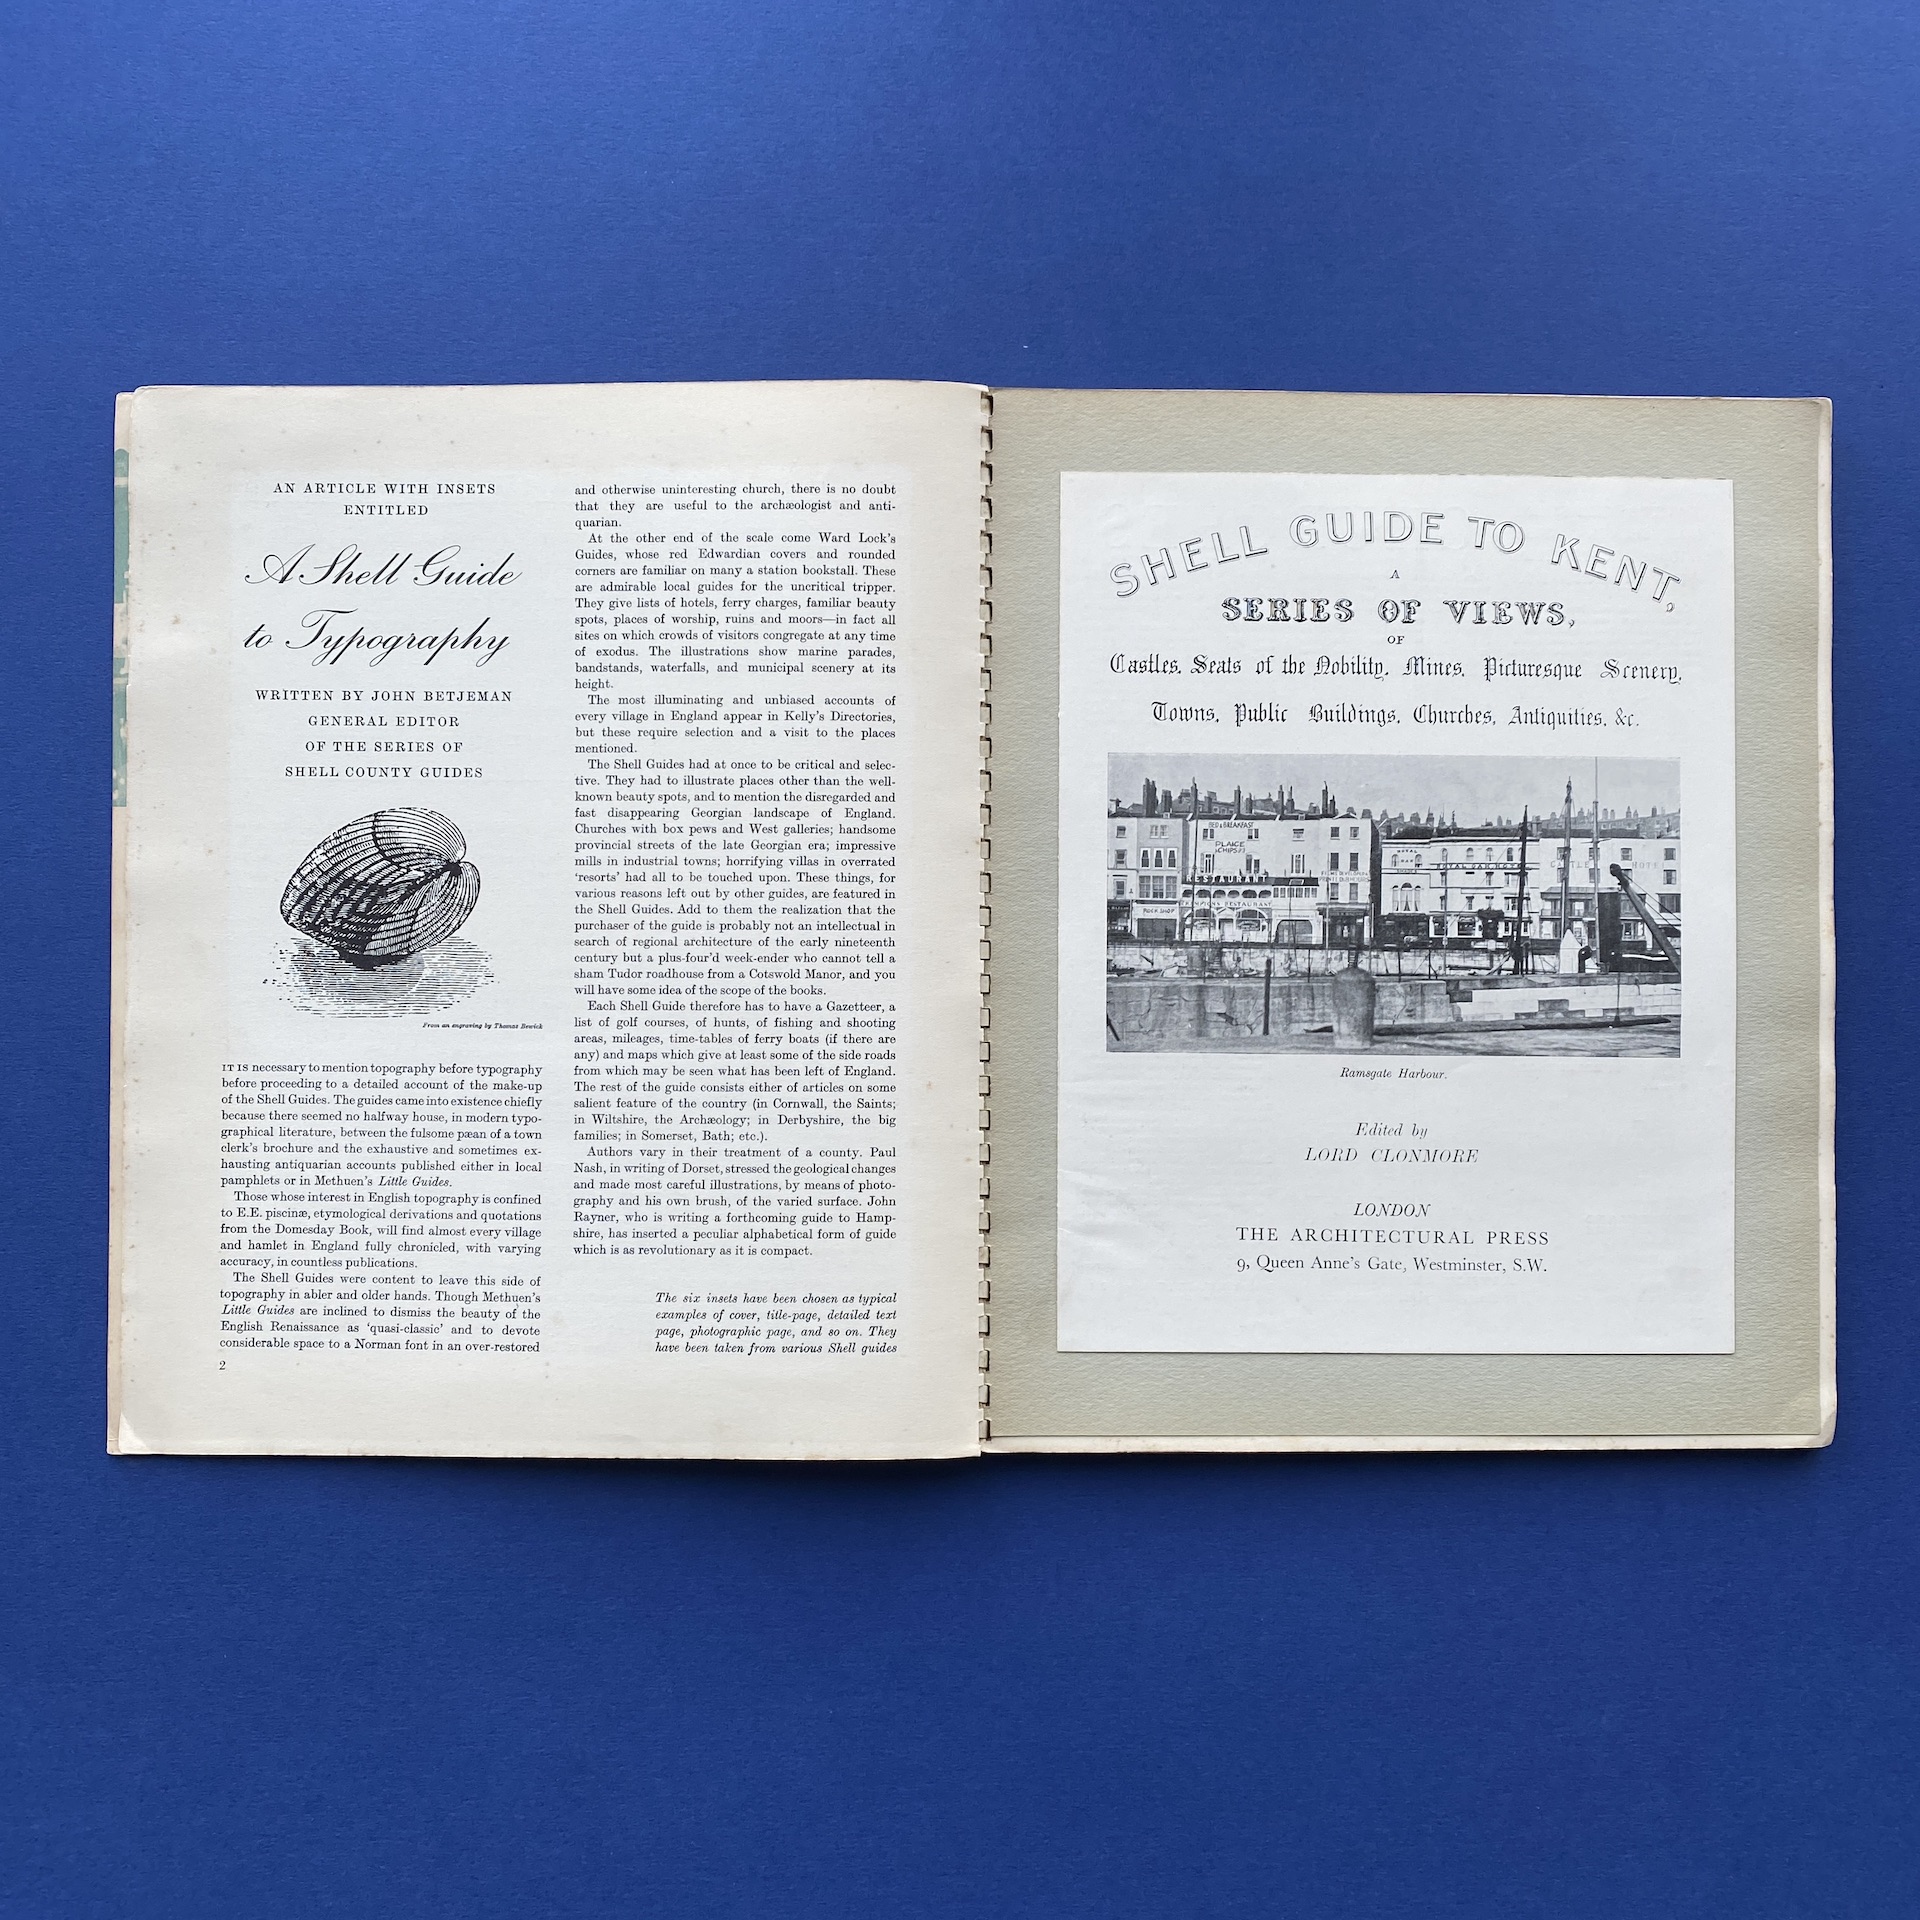 AN ARTICLE WITH INSETS
ENTITLED
A Shell Guide
to Typography
WRITTEN BY JOHN BETJEMAN
GENERAL EDITOR
OF THE SERIES OF
SHELL COUNTY GUIDES
From an engraving by Thomas Bewick
IT IS necessary to mention topography before typography
before proceeding to a detailed account of the make-up
of the Shell Guides. The guides came into existence chiefly
because there seemed no halfway house, in modern typo-
graphical literature, between the fulsome pæan of a town
clerk's brochure and the exhaustive and sometimes ex-
hausting antiquarian accounts published either in local
pamphlets or in Methuen's Little Guides.
Those whose interest in English topography is confined
to E.E. piscinæ, etymological derivations and quotations
from the Domesday Book, will find almost every village
and hamlet in England fully chronicled, with varying
accuracy, in countless publications.
The Shell Guides were content to leave this side of
topography in abler and older hands. Though Methuen's
Little Guides are inclined to dismiss the beauty of the
English Renaissance as 'quasi-classic' and to devote
considerable space to a Norman font in an over-restored
2
and otherwise uninteresting church, there is no doubt
that they are useful to the archæologist and anti-
quarian.
At the other end of the scale come Ward Lock's
Guides, whose red Edwardian covers and rounded
corners are familiar on many a station bookstall. These
are admirable local guides for the uncritical tripper.
They give lists of hotels, ferry charges, familiar beauty
spots, places of worship, ruins and moors—in fact all
sites on which crowds of visitors congregate at any time
of exodus. The illustrations show marine parades,
bandstands, waterfalls, and municipal scenery at its
height.
The most illuminating and unbiased accounts of
every village in England appear in Kelly's Directories,
but these require selection and a visit to the places
mentioned.
The Shell Guides had at once to be critical and selec-
tive. They had to illustrate places other than the well-
known beauty spots, and to mention the disregarded and
fast disappearing Georgian landscape of England.
Churches with box pews and West galleries; handsome
provincial streets of the late Georgian era; impressive
mills in industrial towns; horrifying villas in overrated
'resorts' had all to be touched upon. These things, for
various reasons left out by other guides, are featured in
the Shell Guides. Add to them the realization that the
purchaser of the guide is probably not an intellectual in
search of regional architecture of the early nineteenth
century but a plus-four'd week-ender who cannot tell a
sham Tudor roadhouse from a Cotswold Manor, and you
will have some idea of the scope of the books.
Each Shell Guide therefore has to have a Gazetteer, a
list of golf courses, of hunts, of fishing and shooting
areas, mileages, time-tables of ferry boats (if there are
any) and maps which give at least some of the side roads
from which may be seen what has been left of England.
The rest of the guide consists either of articles on some
salient feature of the country (in Cornwall, the Saints;
in Wiltshire, the Archæology; in Derbyshire, the big
families; in Somerset, Bath; etc.).
Authors vary in their treatment of a county. Paul
Nash, in writing of Dorset, stressed the geological changes
and made most careful illustrations, by means of photo-
graphy and his own brush, of the varied surface. John
Rayner, who is writing a forthcoming guide to Hamp-
shire, has inserted a peculiar alphabetical form of guide
which is as revolutionary as it is compact.
The six insets have been chosen as typical
examples of cover, title-page, detailed text
page, photographic page, and so on. They
have been taken from various Shell guides
SHELL GUIDE TO KENT,
A
SERIES OF VIEWS,
OF
Castles, Seats of the Nobility, Mines, Picturesque Scenery,
Towns, Public Buildings, Churches, Antiquities, &c.
BED & BREAKFAST
PLAICE
& CHIPS
RESTAURANT
RESTAURANT
ROCK SHOP
ROYAL
ROYAL OAK HOTEL
CASTLE HOTEL
Ramsgate Harbour.
Edited by
LORD CLONMORE
LONDON
THE ARCHITECTURAL PRESS
9, Queen Anne's Gate, Westminster, S.W.